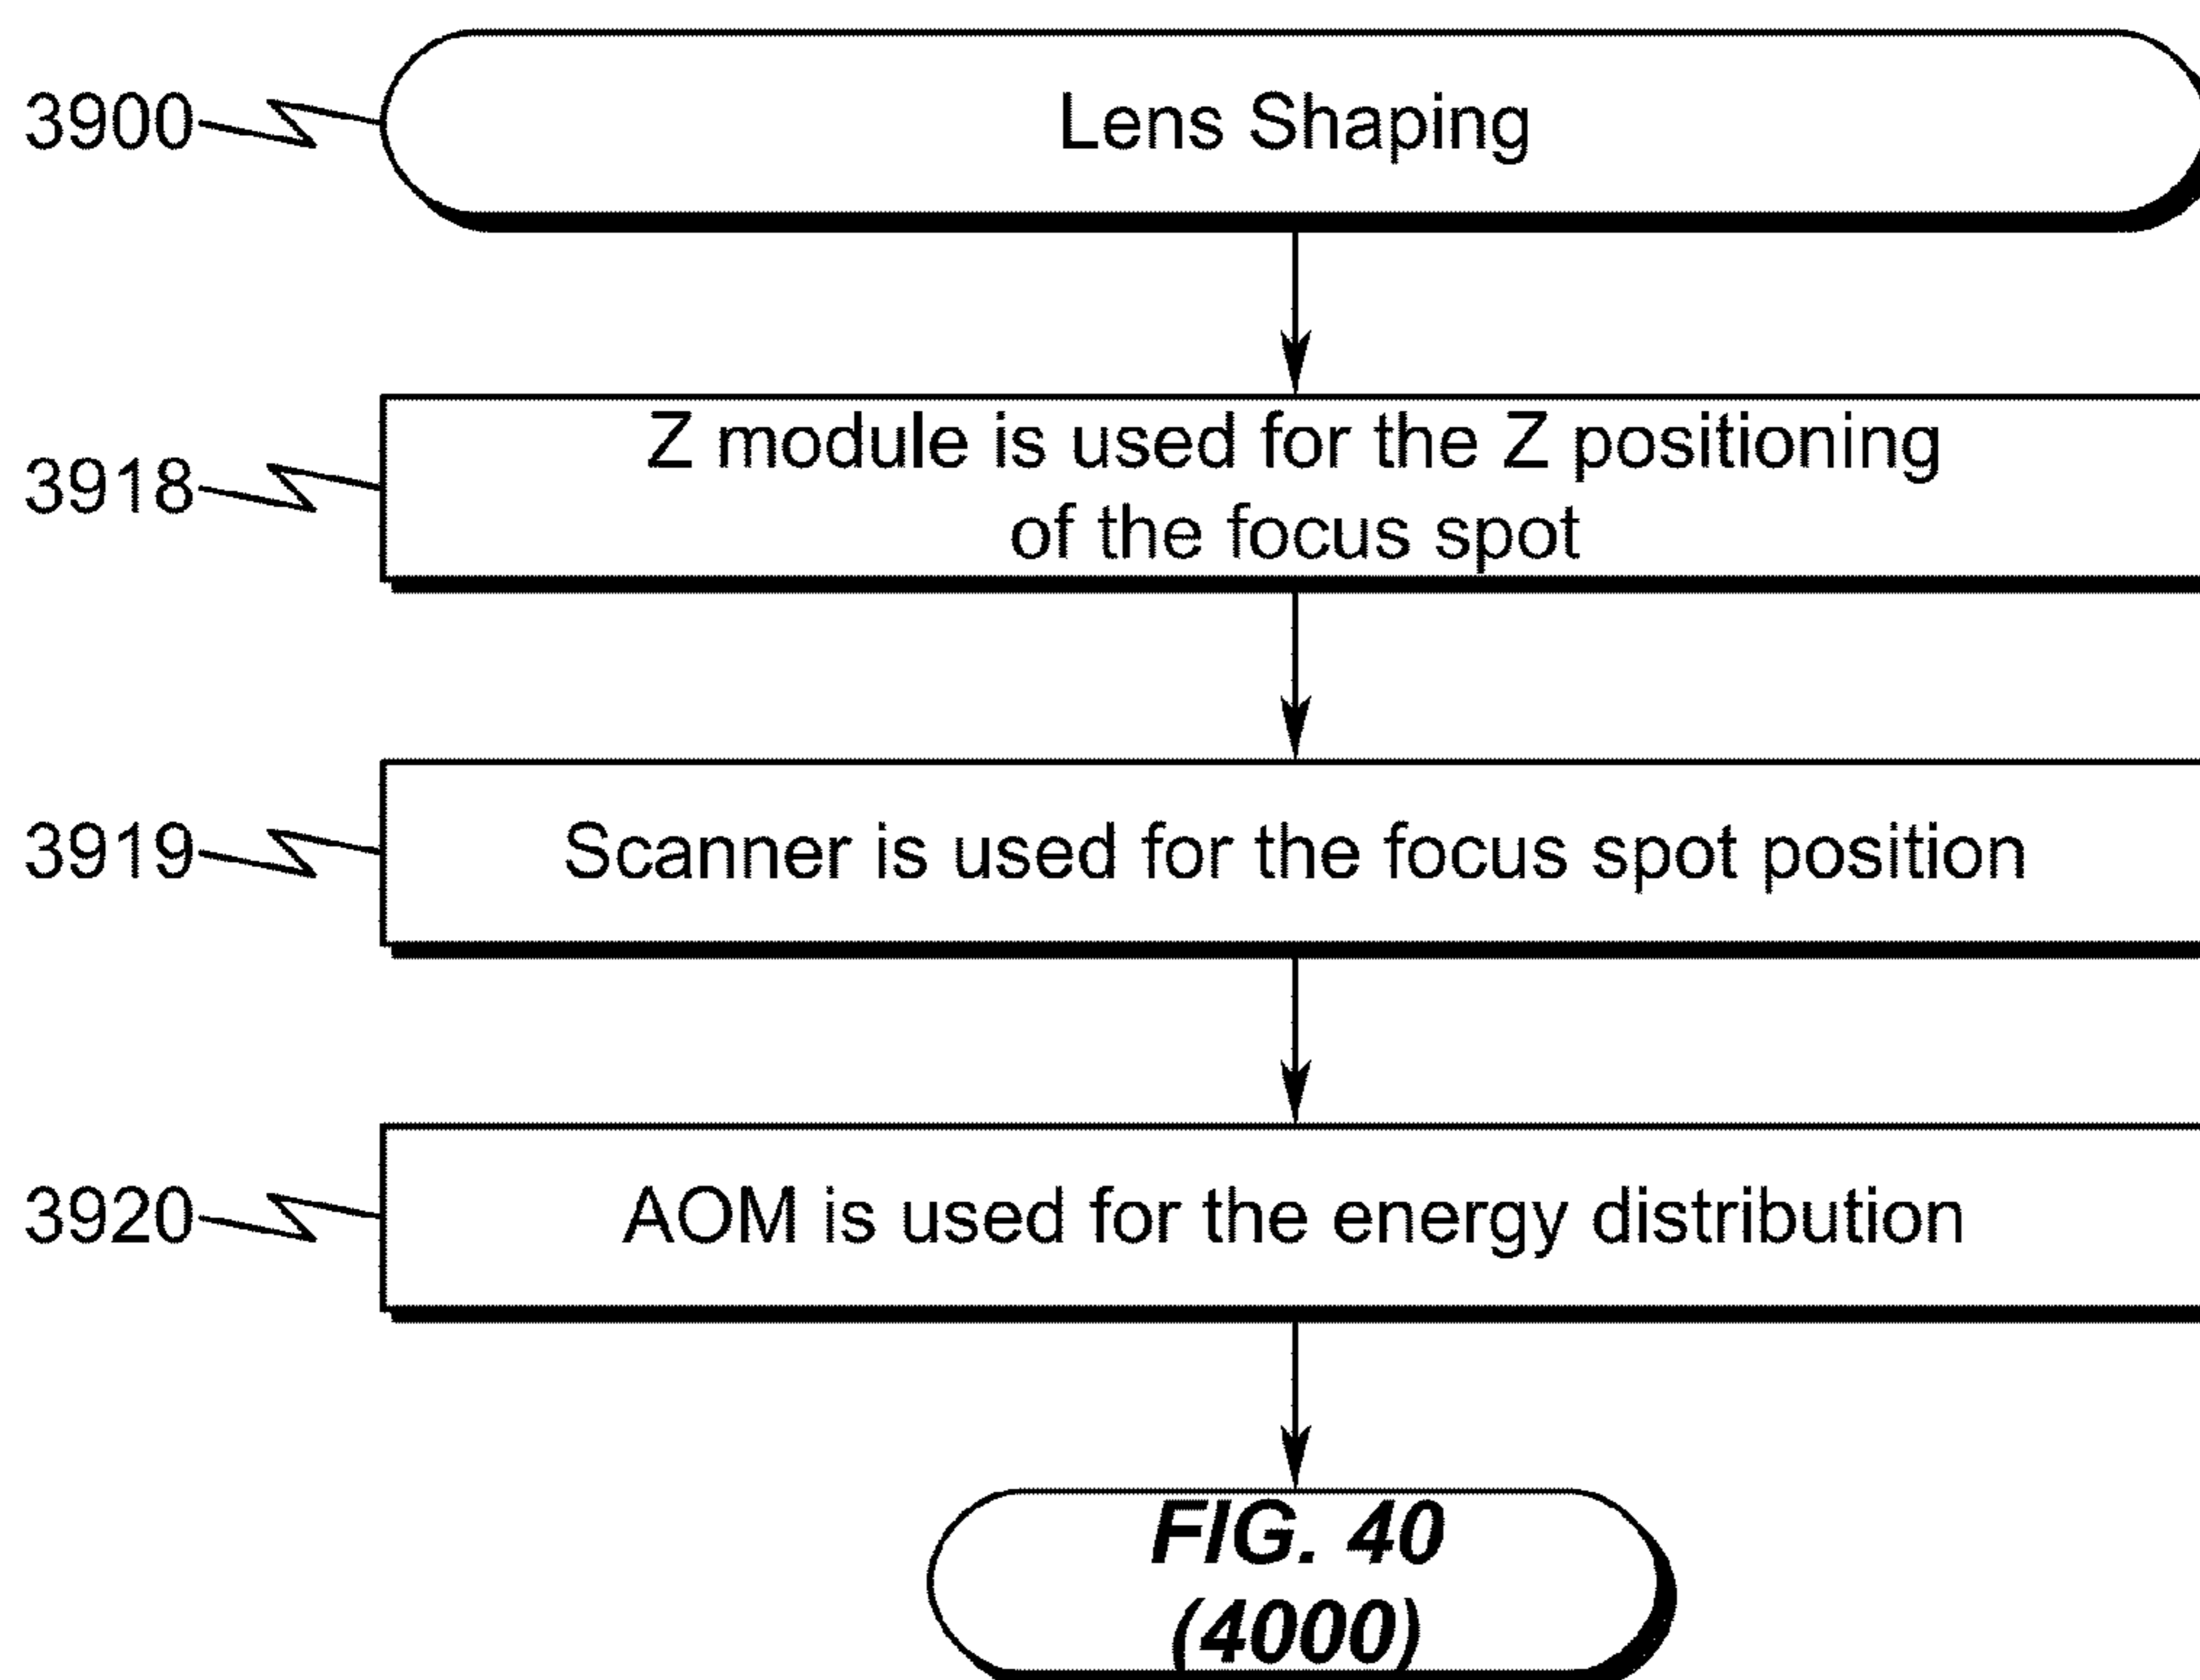 3900
Lens Shaping
3918
Z module is used for the Z positioning
of the focus spot
3919
Scanner is used for the focus spot position
3920
AOM is used for the energy distribution
FIG. 40
(4000)